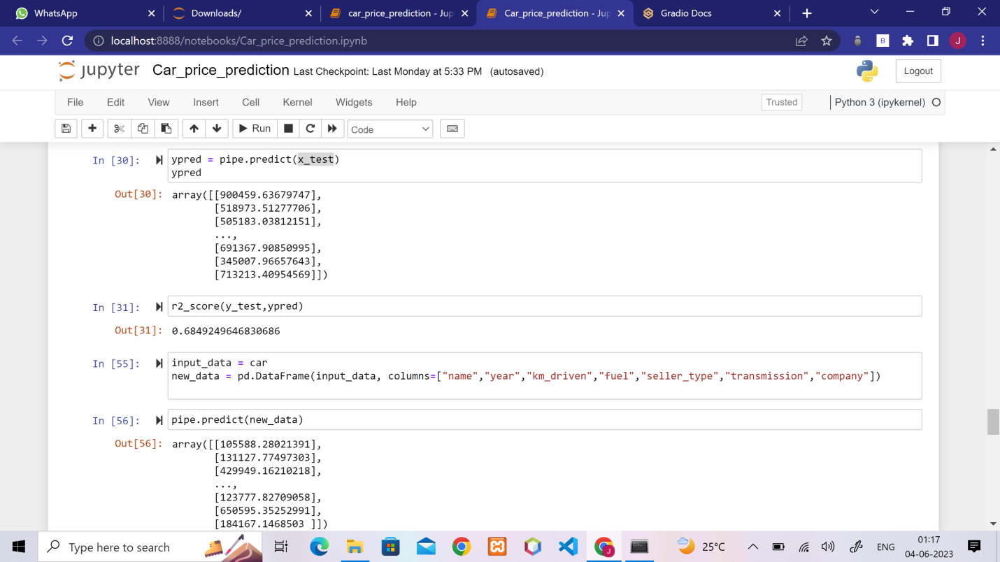 WhatsApp
Downloads/
car_price_prediction - Jup
Car_price_prediction - Jup
Gradio Docs
localhost:8888/notebooks/Car_price_prediction.ipynb
B
J
jupyter Car_price_prediction Last Checkpoint: Last Monday at 5:33 PM (autosaved)
Logout
File Edit View Insert Cell Kernel Widgets Help
Trusted
Python 3 (ipykernel)
Run
Code
In [30]: ypred = pipe.predict(x_test)
ypred
Out[30]: array([[900459.63679747],
[518973.51277706],
[505183.03812151],
...,
[691367.90850995],
[345007.96657643],
[713213.40954569]])
In [31]: r2_score(y_test,ypred)
Out[31]: 0.6849249646830686
In [55]: input_data = car
new_data = pd.DataFrame(input_data, columns=["name","year","km_driven","fuel","seller_type","transmission","company"])
In [56]: pipe.predict(new_data)
Out[56]: array([[105588.28021391],
[131127.77497303],
[429949.16210218],
...,
[123777.82709058],
[650595.35252991],
[184167.1468503 ]])
Type here to search
J
25°C
ENG
01:17
04-06-2023